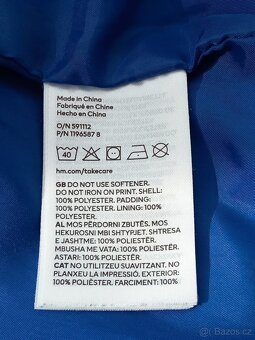 Made in China
Fabriqué en Chine
Hecho en China
O/N 591112
P/N 1196587 8
40
hm.com/takecare
GB DO NOT USE SOFTENER.
DO NOT IRON ON PRINT. SHELL:
100% POLYESTER. PADDING:
100% POLYESTER. LINING: 100%
POLYESTER.
AL MOS PËRDORNI ZBUTËS. MOS
HEKUROSNI MBI SHTYPJET. SHTRESA
E JASHTME: 100% POLIESTËR.
MBUSHJA ME VATË: 100% POLIESTËR.
ASTARI: 100% POLIESTËR.
CAT NO UTILITZEU SUAVITZANT. NO
PLANXEU LA IMPRESSIÓ. EXTERIOR:
100% POLIÈSTER. FARCIMENT: 100%
Bazos.cz